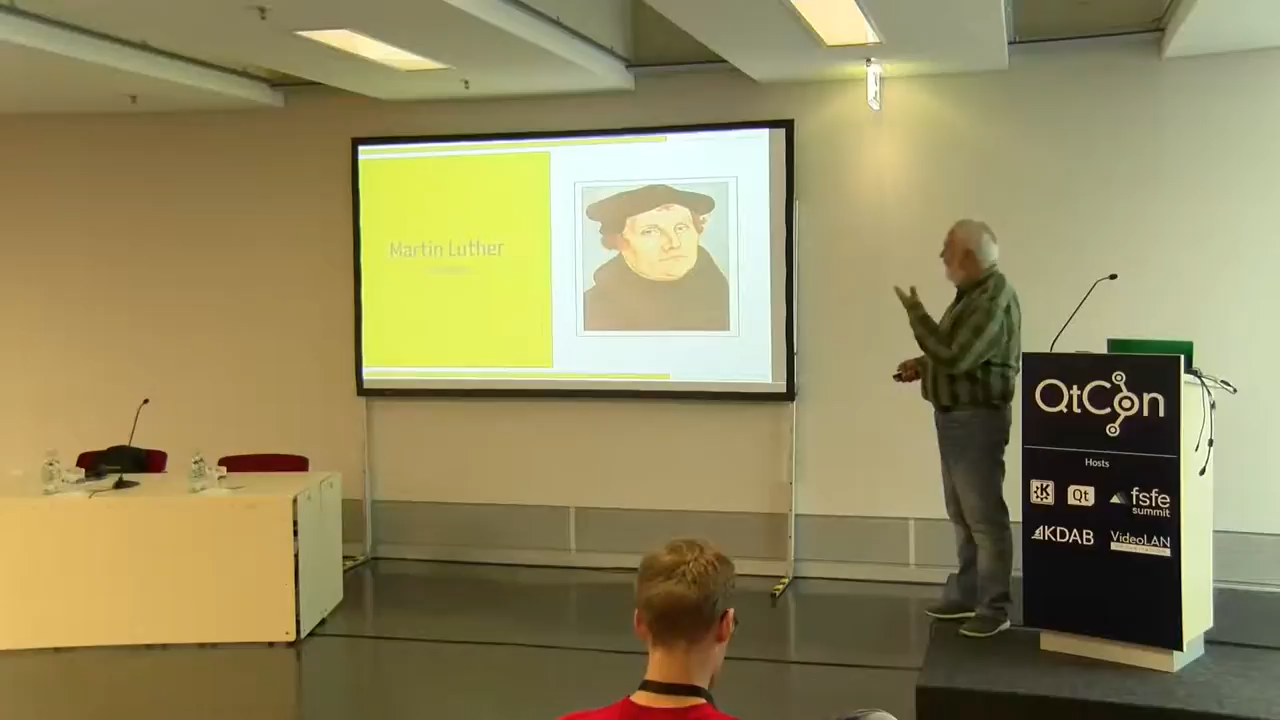 Martin Luther
QtCon
Hosts
Qt
fsfe
summit
KDAB
VideoLAN